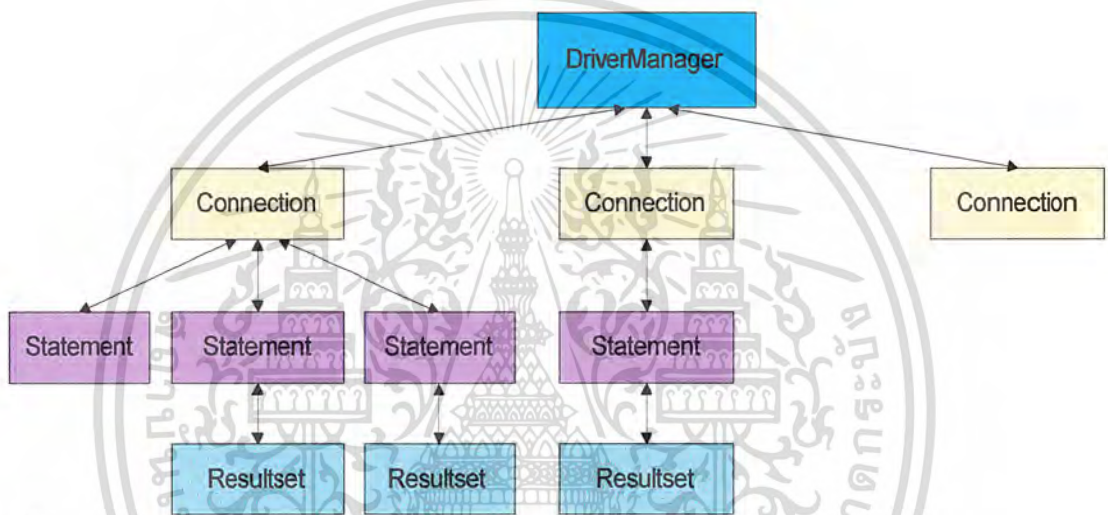 DriverManager
Connection
Connection
Connection
Statement
Statement
Statement
Statement
Resultset
Resultset
Resultset